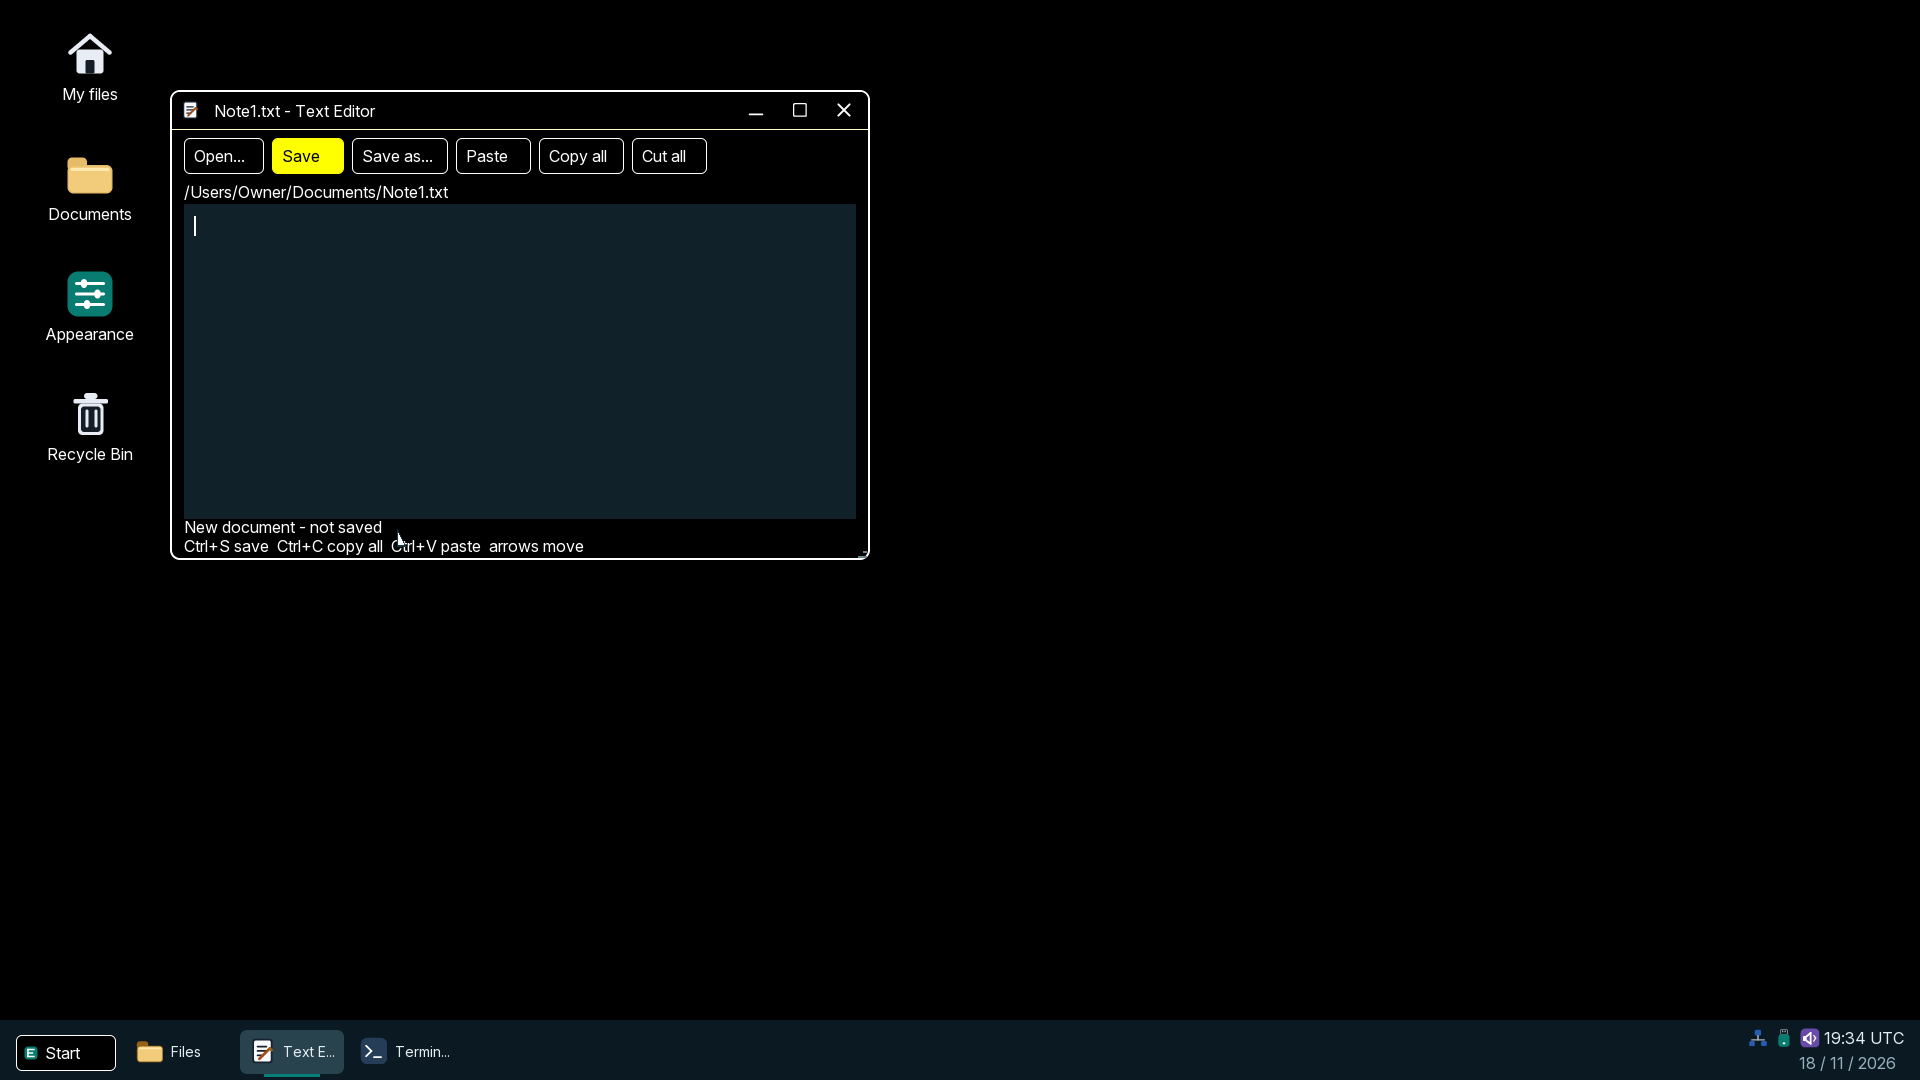 My files
Documents
Appearance
Recycle Bin
Note1.txt - Text Editor
Open... Save Save as... Paste Copy all Cut all
/Users/Owner/Documents/Note1.txt
New document - not saved
Ctrl+S save  Ctrl+C copy all  Ctrl+V paste  arrows move
Start Files Text E... Termin... 19:34 UTC
18 / 11 / 2026